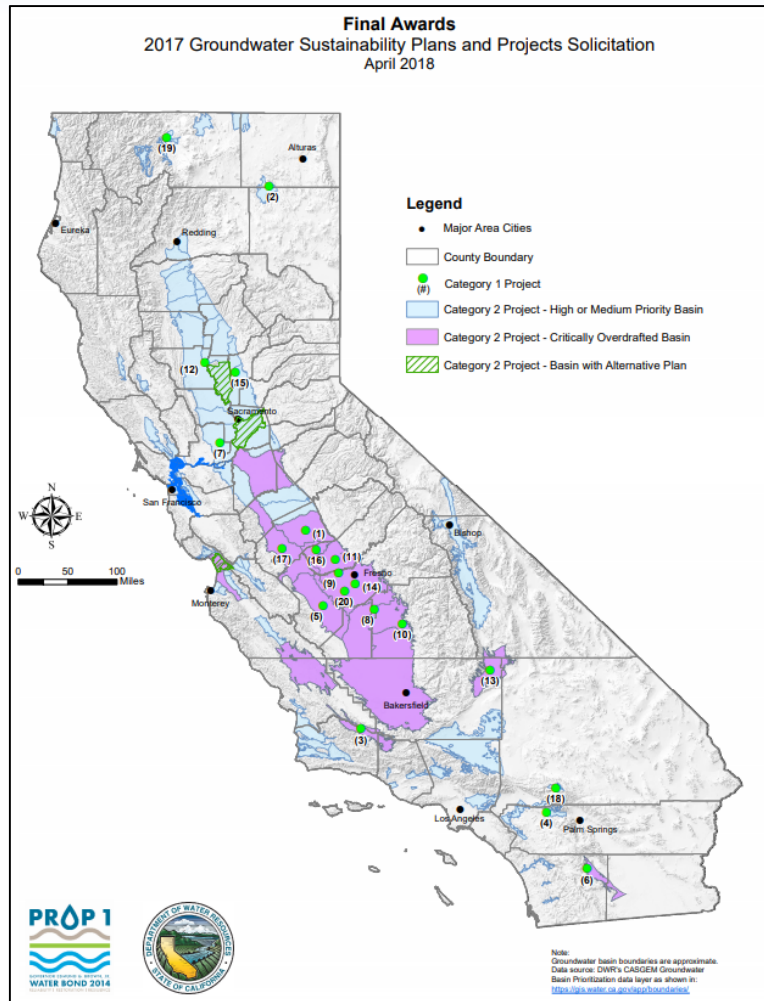 Final Awards
2017 Groundwater Sustainability Plans and Projects Solicitation
April 2018
(19)
Alturas
(2)
Eureka
Redding
Legend
Major Area Cities
County Boundary
Category 1 Project
(#)
Category 2 Project - High or Medium Priority Basin
Category 2 Project - Critically Overdrafted Basin
Category 2 Project - Basin with Alternative Plan
(12)
(15)
Sacramento
(7)
San Francisco
N
W E
S
0 50 100
Miles
Bishop
(1)
(17)
(16)
(11)
(9)
Fresno
(14)
(20)
(5)
(8)
(10)
Monterey
(13)
Bakersfield
(3)
(18)
Los Angeles
(4)
Palm Springs
(6)
PROP 1
GOVERNOR EDMUND G. BROWN JR.
WATER BOND 2014
DEPARTMENT OF WATER RESOURCES
STATE OF CALIFORNIA
Note:
Groundwater basin boundaries are approximate.
Data source: DWR's CASGEM Groundwater
Basin Prioritization data layer as shown in:
https://gis.water.ca.gov/app/boundaries/